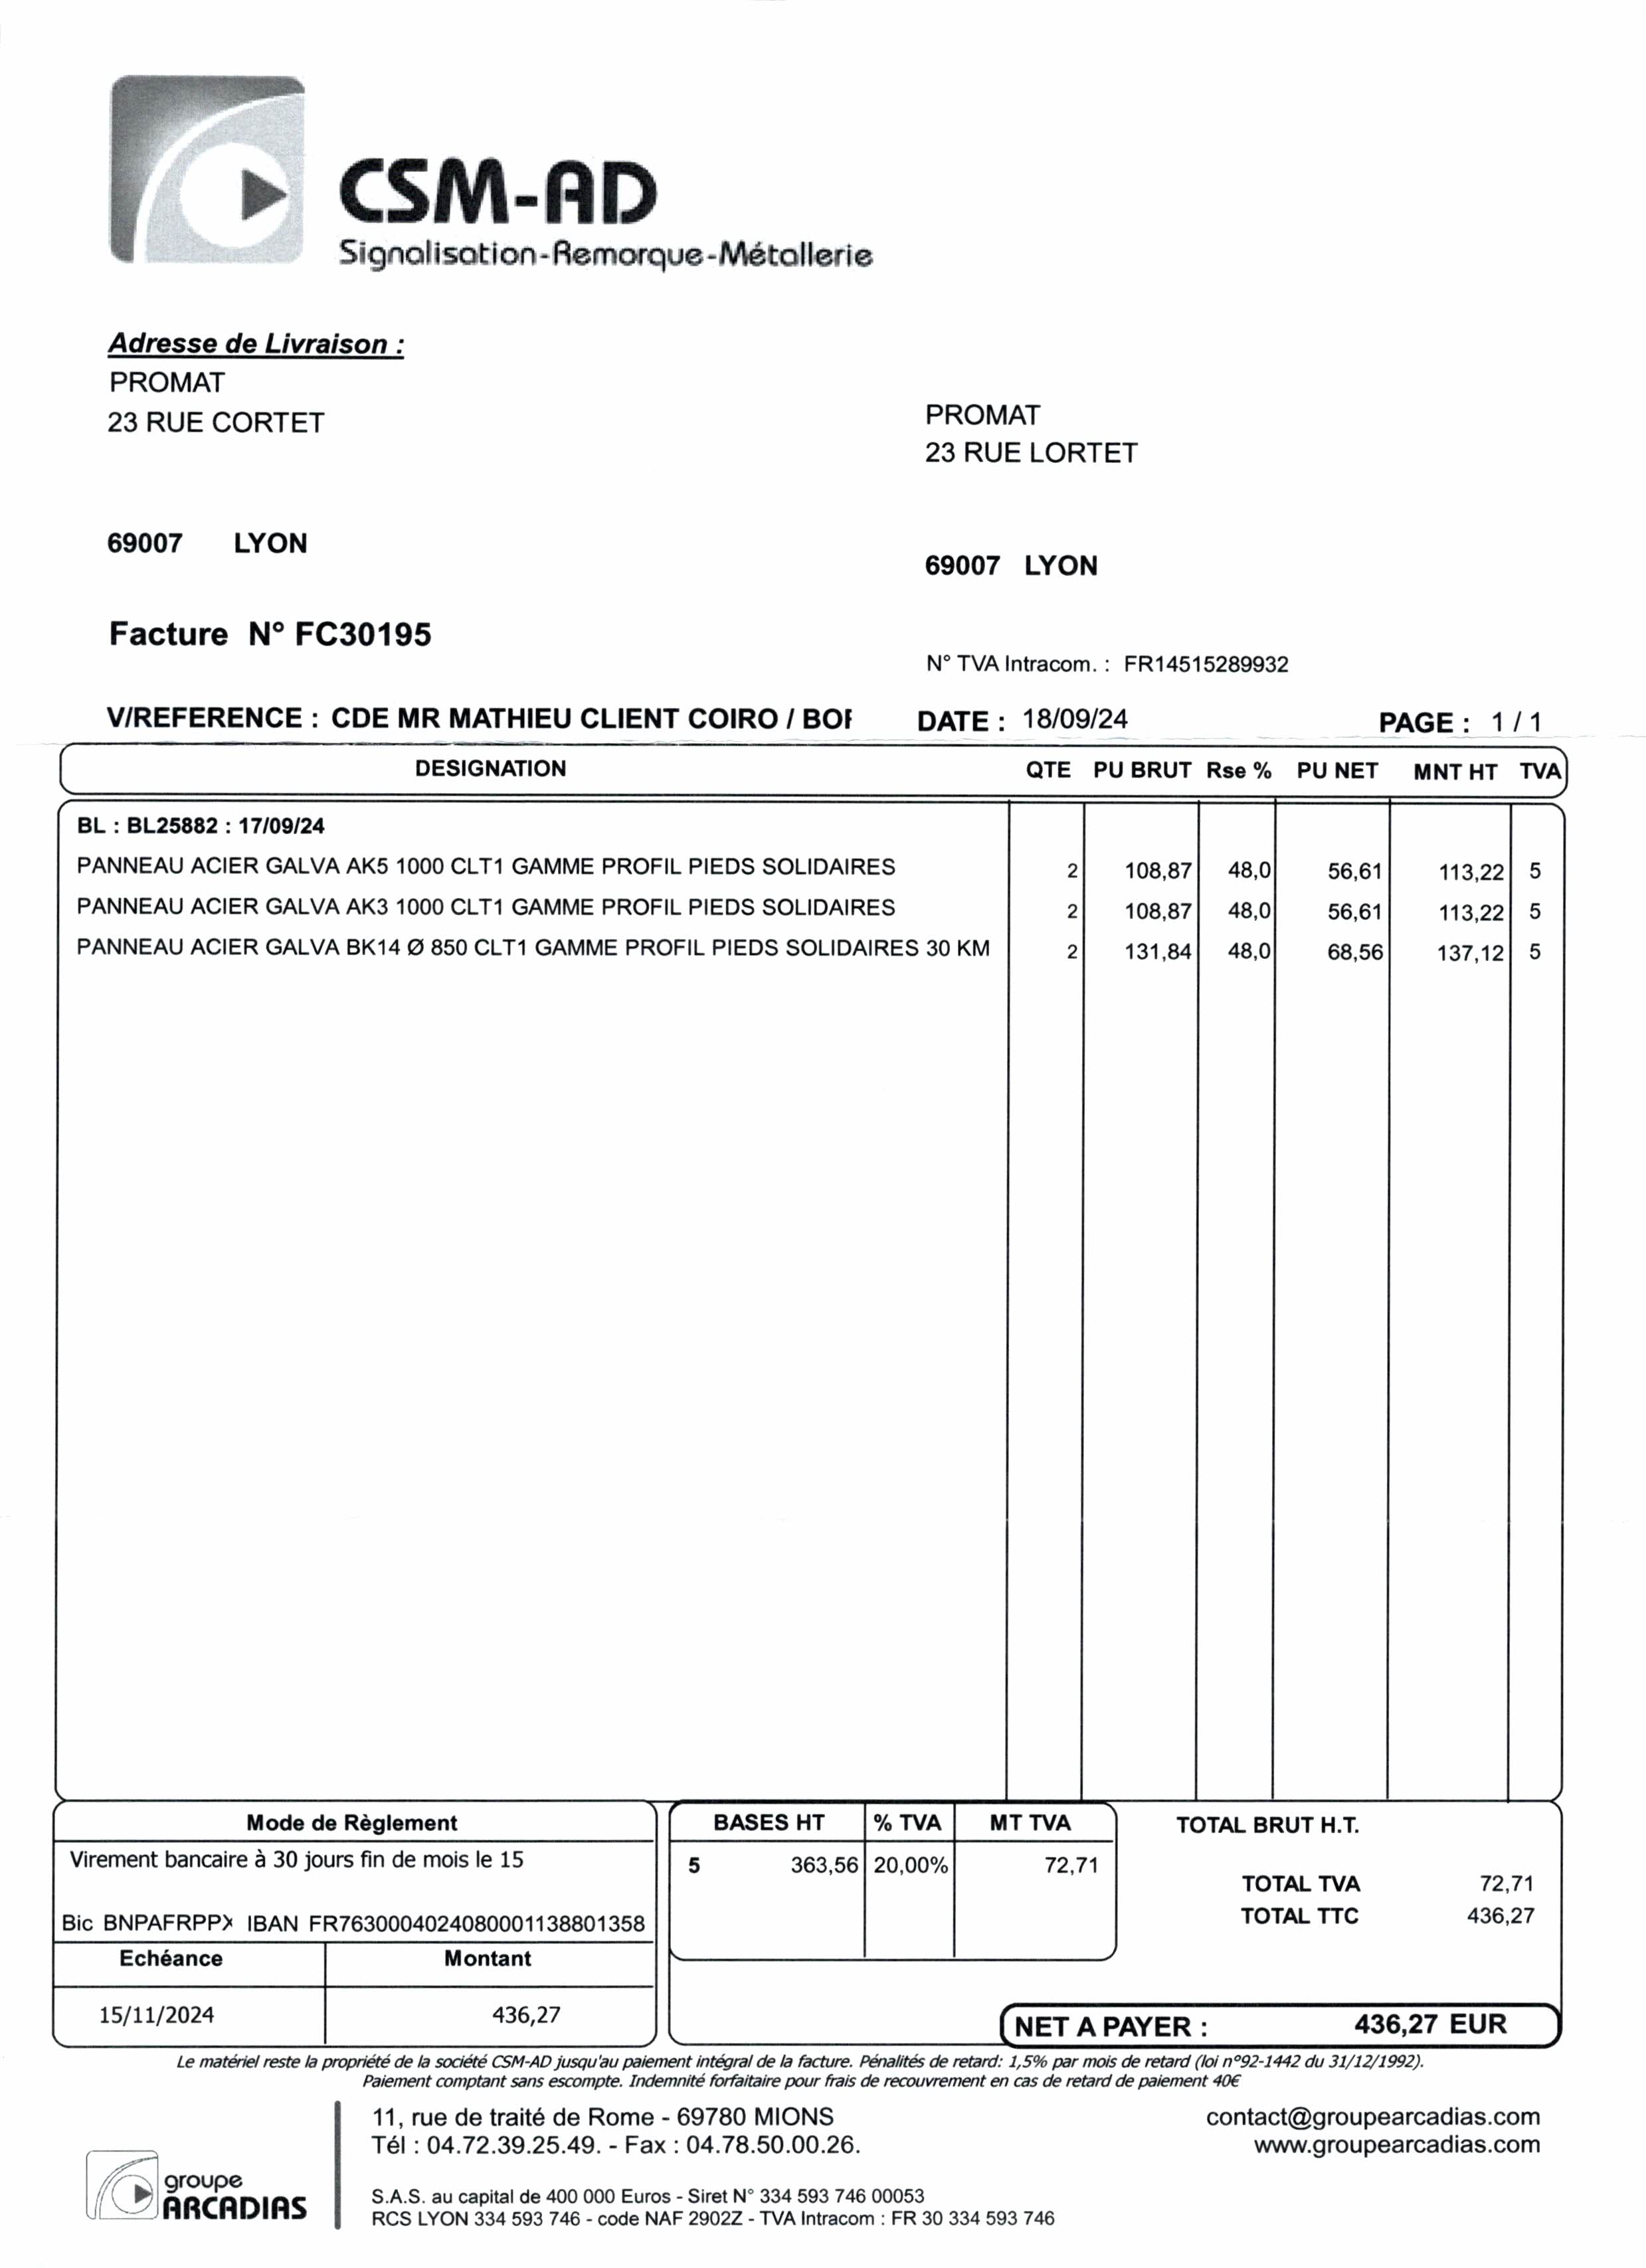 CSM-AD
Signalisation-Remorque-Métallerie
Adresse de Livraison :
PROMAT
23 RUE CORTET
69007 LYON
PROMAT
23 RUE LORTET
69007 LYON
Facture N° FC30195
N° TVA Intracom. : FR14515289932
V/REFERENCE : CDE MR MATHIEU CLIENT COIRO / BOF DATE : 18/09/24 PAGE : 1 / 1
DESIGNATION QTE PU BRUT Rse % PU NET MNT HT TVA
BL : BL25882 : 17/09/24
PANNEAU ACIER GALVA AK5 1000 CLT1 GAMME PROFIL PIEDS SOLIDAIRES 2 108,87 48,0 56,61 113,22 5
PANNEAU ACIER GALVA AK3 1000 CLT1 GAMME PROFIL PIEDS SOLIDAIRES 2 108,87 48,0 56,61 113,22 5
PANNEAU ACIER GALVA BK14 Ø 850 CLT1 GAMME PROFIL PIEDS SOLIDAIRES 30 KM 2 131,84 48,0 68,56 137,12 5
Mode de Règlement
Virement bancaire à 30 jours fin de mois le 15
Bic BNPAFRPPX IBAN FR7630004024080001138801358
Echéance Montant
15/11/2024 436,27
BASES HT % TVA MT TVA
5 363,56 20,00% 72,71
TOTAL BRUT H.T.
TOTAL TVA 72,71
TOTAL TTC 436,27
NET A PAYER : 436,27 EUR
Le matériel reste la propriété de la société CSM-AD jusqu'au paiement intégral de la facture. Pénalités de retard: 1,5% par mois de retard (loi n°92-1442 du 31/12/1992).
Paiement comptant sans escompte. Indemnité forfaitaire pour frais de recouvrement en cas de retard de paiement 40€
groupe
ARCADIAS
11, rue de traité de Rome - 69780 MIONS
Tél : 04.72.39.25.49. - Fax : 04.78.50.00.26.
S.A.S. au capital de 400 000 Euros - Siret N° 334 593 746 00053
RCS LYON 334 593 746 - code NAF 2902Z - TVA Intracom : FR 30 334 593 746
contact@groupearcadias.com
www.groupearcadias.com